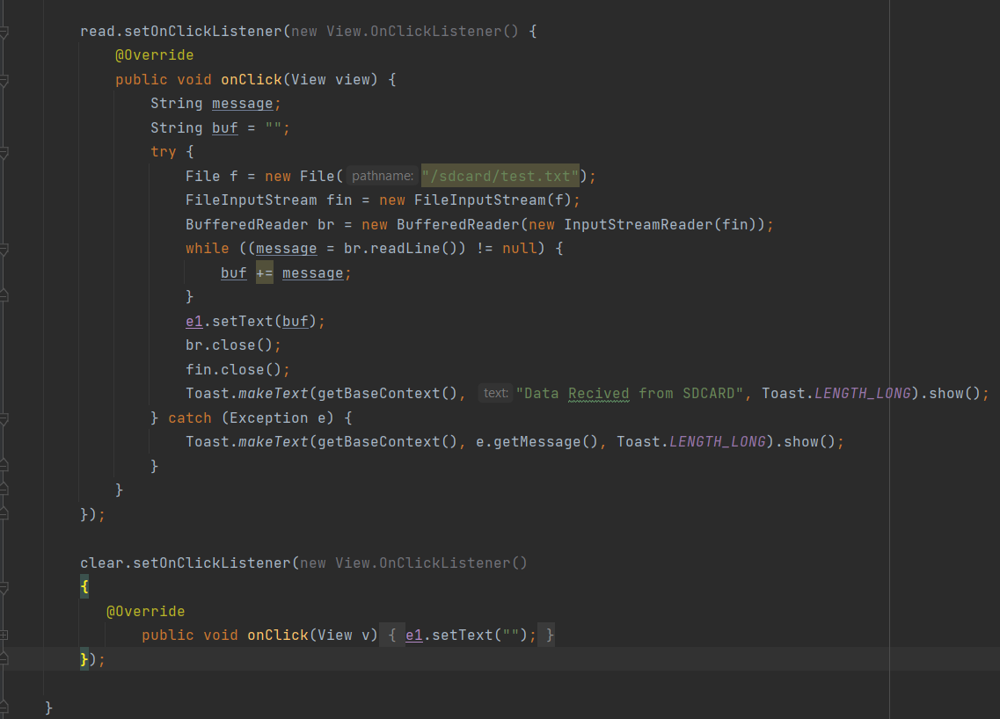 read.setOnClickListener(new View.OnClickListener() {
@Override
public void onClick(View view) {
String message;
String buf = "";
try {
File f = new File( pathname: "/sdcard/test.txt");
FileInputStream fin = new FileInputStream(f);
BufferedReader br = new BufferedReader(new InputStreamReader(fin));
while ((message = br.readLine()) != null) {
buf += message;
}
e1.setText(buf);
br.close();
fin.close();
Toast.makeText(getBaseContext(), text: "Data Recived from SDCARD", Toast.LENGTH_LONG).show();
} catch (Exception e) {
Toast.makeText(getBaseContext(), e.getMessage(), Toast.LENGTH_LONG).show();
}
}
});
clear.setOnClickListener(new View.OnClickListener()
{
@Override
public void onClick(View v) { e1.setText(""); }
});
}